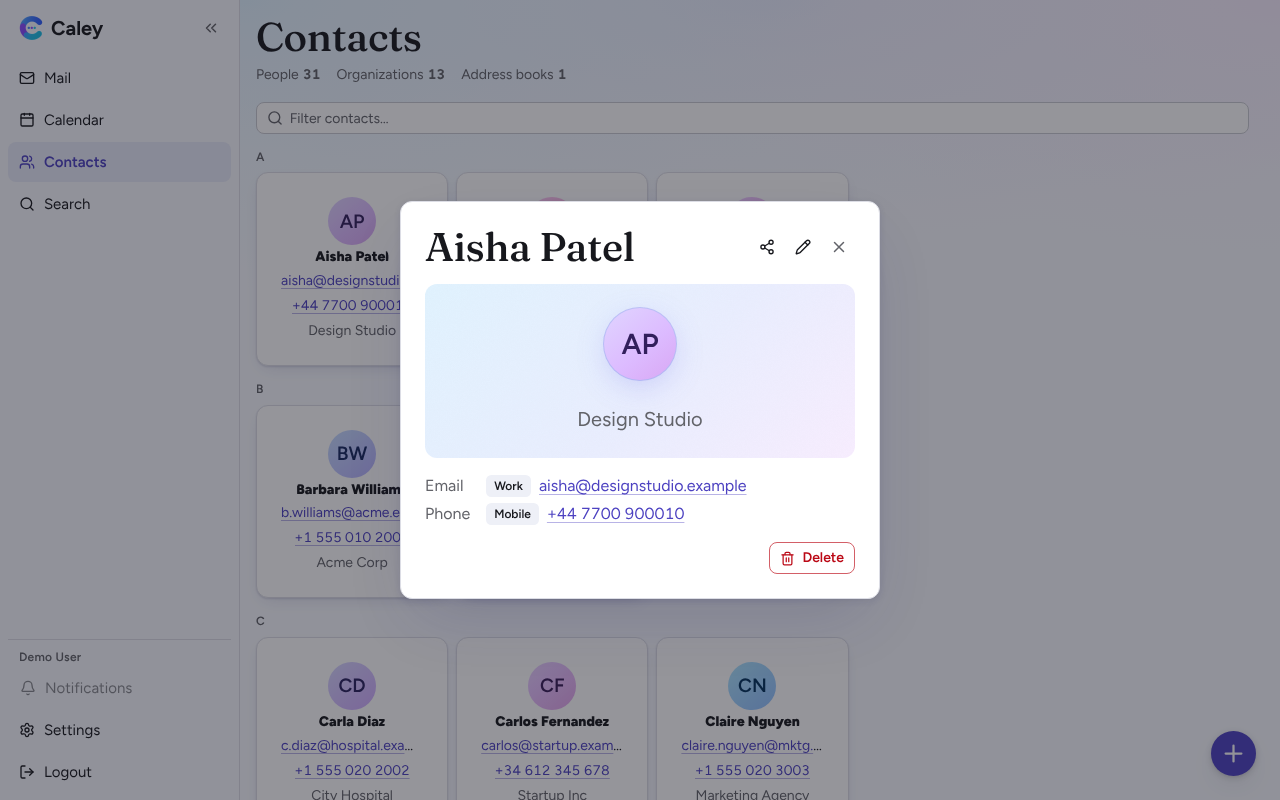 Caley
Mail
Calendar
Contacts
Search
Demo User
Notifications
Settings
Logout
Contacts
People 31 Organizations 13 Address books 1
Filter contacts...
A
AP
Aisha Patel
aisha@designstudi
+44 7700 90001
Design Studio
B
BW
Barbara William
b.williams@acme.e
+1 555 010 200
Acme Corp
C
CD
Carla Diaz
c.diaz@hospital.exa...
+1 555 020 2002
City Hospital
CF
Carlos Fernandez
carlos@startup.exam...
+34 612 345 678
Startup Inc
CN
Claire Nguyen
claire.nguyen@mktg....
+1 555 020 3003
Marketing Agency
Aisha Patel
AP
Design Studio
Email Work aisha@designstudio.example
Phone Mobile +44 7700 900010
Delete